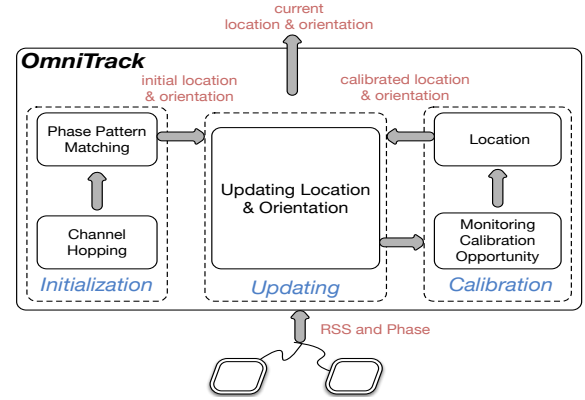 current
location & orientation
OmniTrack
initial location
& orientation
calibrated location
& orientation
Phase Pattern
Matching
Channel
Hopping
Initialization
Updating Location
& Orientation
Updating
Location
Monitoring
Calibration
Opportunity
Calibration
RSS and Phase